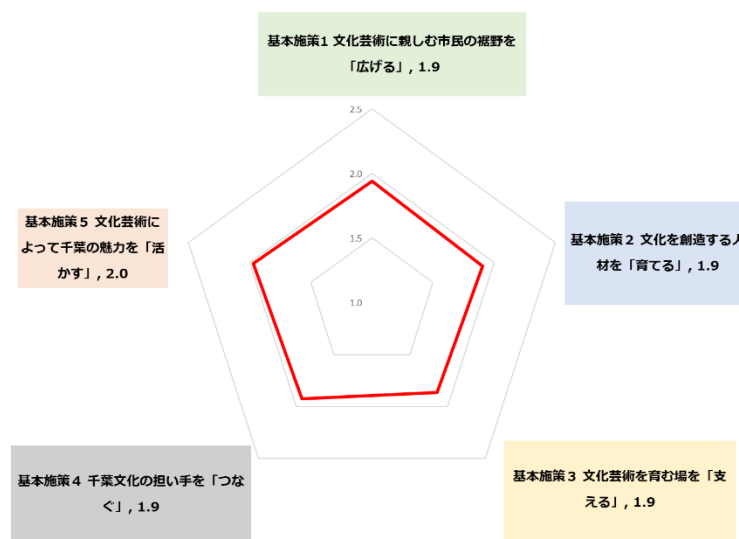 基本施策1 文化芸術に親しむ市民の裾野を
「広げる」, 1.9
2.5
2.0
1.5
1.0
基本施策５ 文化芸術に
よって千葉の魅力を「活
かす」, 2.0
基本施策２ 文化を創造する人
材を「育てる」, 1.9
基本施策４ 千葉文化の担い手を「つな
ぐ」, 1.9
基本施策３ 文化芸術を育む場を「支
える」, 1.9